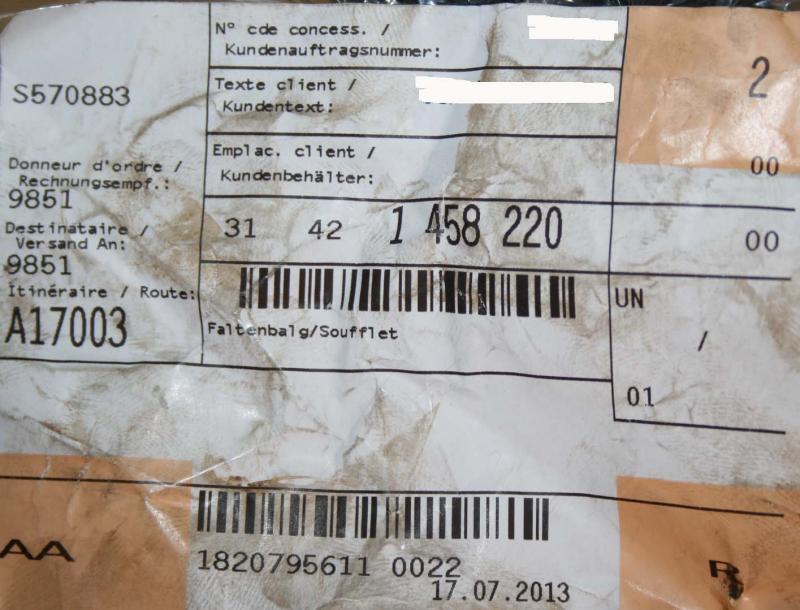 N° cde concess. /
Kundenauftragsnummer:
2
S570883
Texte client /
Kundentext:
Donneur d'ordre /
Rechnungsempf.:
9851
Emplac. client /
Kundenbehälter:
00
Destinataire /
Versand An:
9851
31 42 1 458 220
00
Itinéraire / Route:
A17003
Faltenbalg/Soufflet
UN
/
01
AA
1820795611 0022
17.07.2013
R